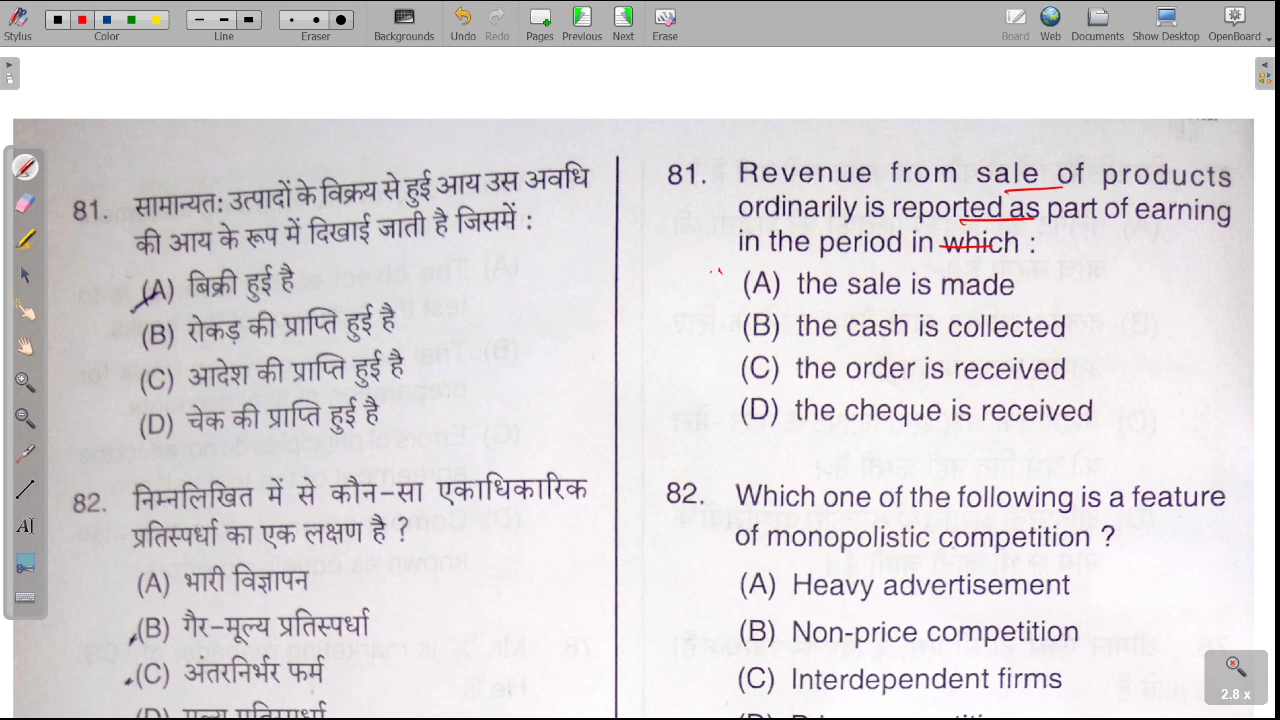 Stylus
Color
Line
Eraser
Backgrounds
Undo
Redo
Pages
Previous
Next
Erase
Board
Web
Documents
Show Desktop
OpenBoard
81. सामान्यतः उत्पादों के विक्रय से हुई आय उस अवधि
की आय के रूप में दिखाई जाती है जिसमें :
(A) बिक्री हुई है
(B) रोकड़ की प्राप्ति हुई है
(C) आदेश की प्राप्ति हुई है
(D) चेक की प्राप्ति हुई है
82. निम्नलिखित में से कौन-सा एकाधिकारिक
प्रतिस्पर्धा का एक लक्षण है ?
(A) भारी विज्ञापन
(B) गैर-मूल्य प्रतिस्पर्धा
(C) अंतरनिर्भर फर्म
81. Revenue from sale of products
ordinarily is reported as part of earning
in the period in which :
(A) the sale is made
(B) the cash is collected
(C) the order is received
(D) the cheque is received
82. Which one of the following is a feature
of monopolistic competition ?
(A) Heavy advertisement
(B) Non-price competition
(C) Interdependent firms
2.8 x